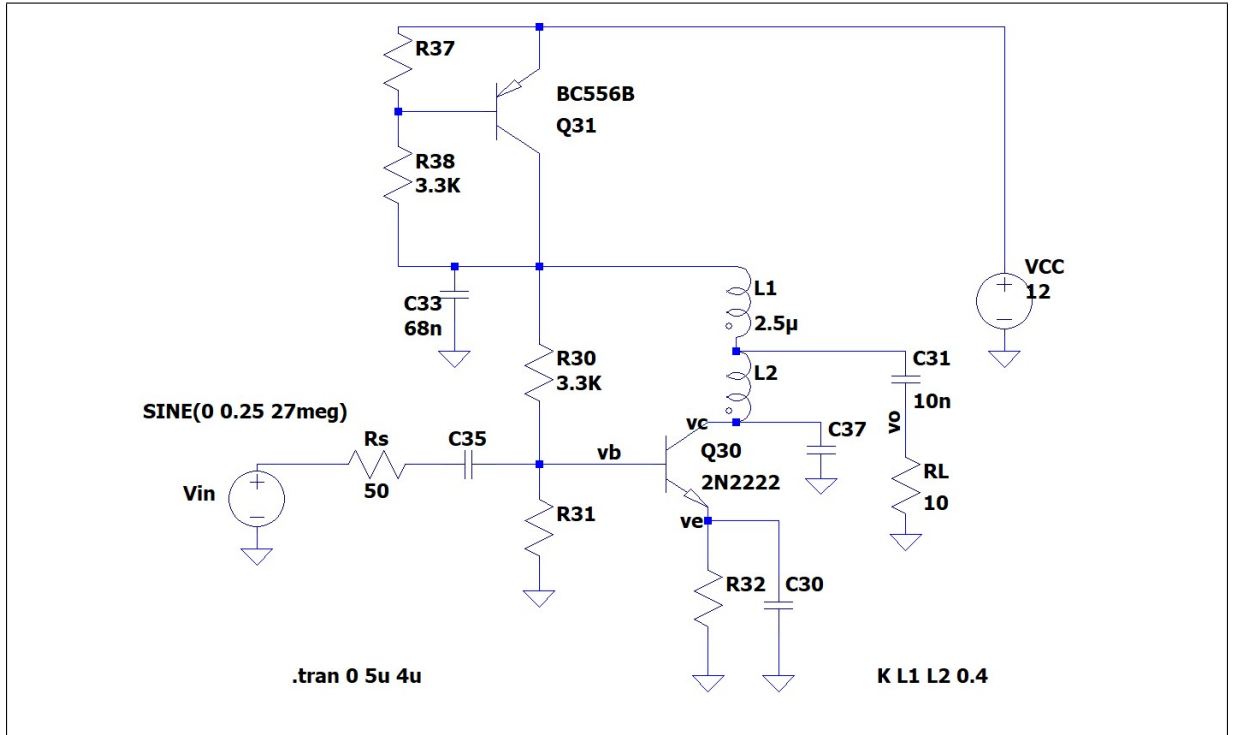 R37
BC556B
Q31
R38
3.3K
VCC
12
L1
2.5µ
C33
68n
C31
10n
R30
3.3K
L2
SINE(0 0.25 27meg)
Rs
50
C35
vb
vc
Q30
2N2222
C37
vo
RL
10
Vin
R31
ve
R32
C30
.tran 0 5u 4u
K L1 L2 0.4